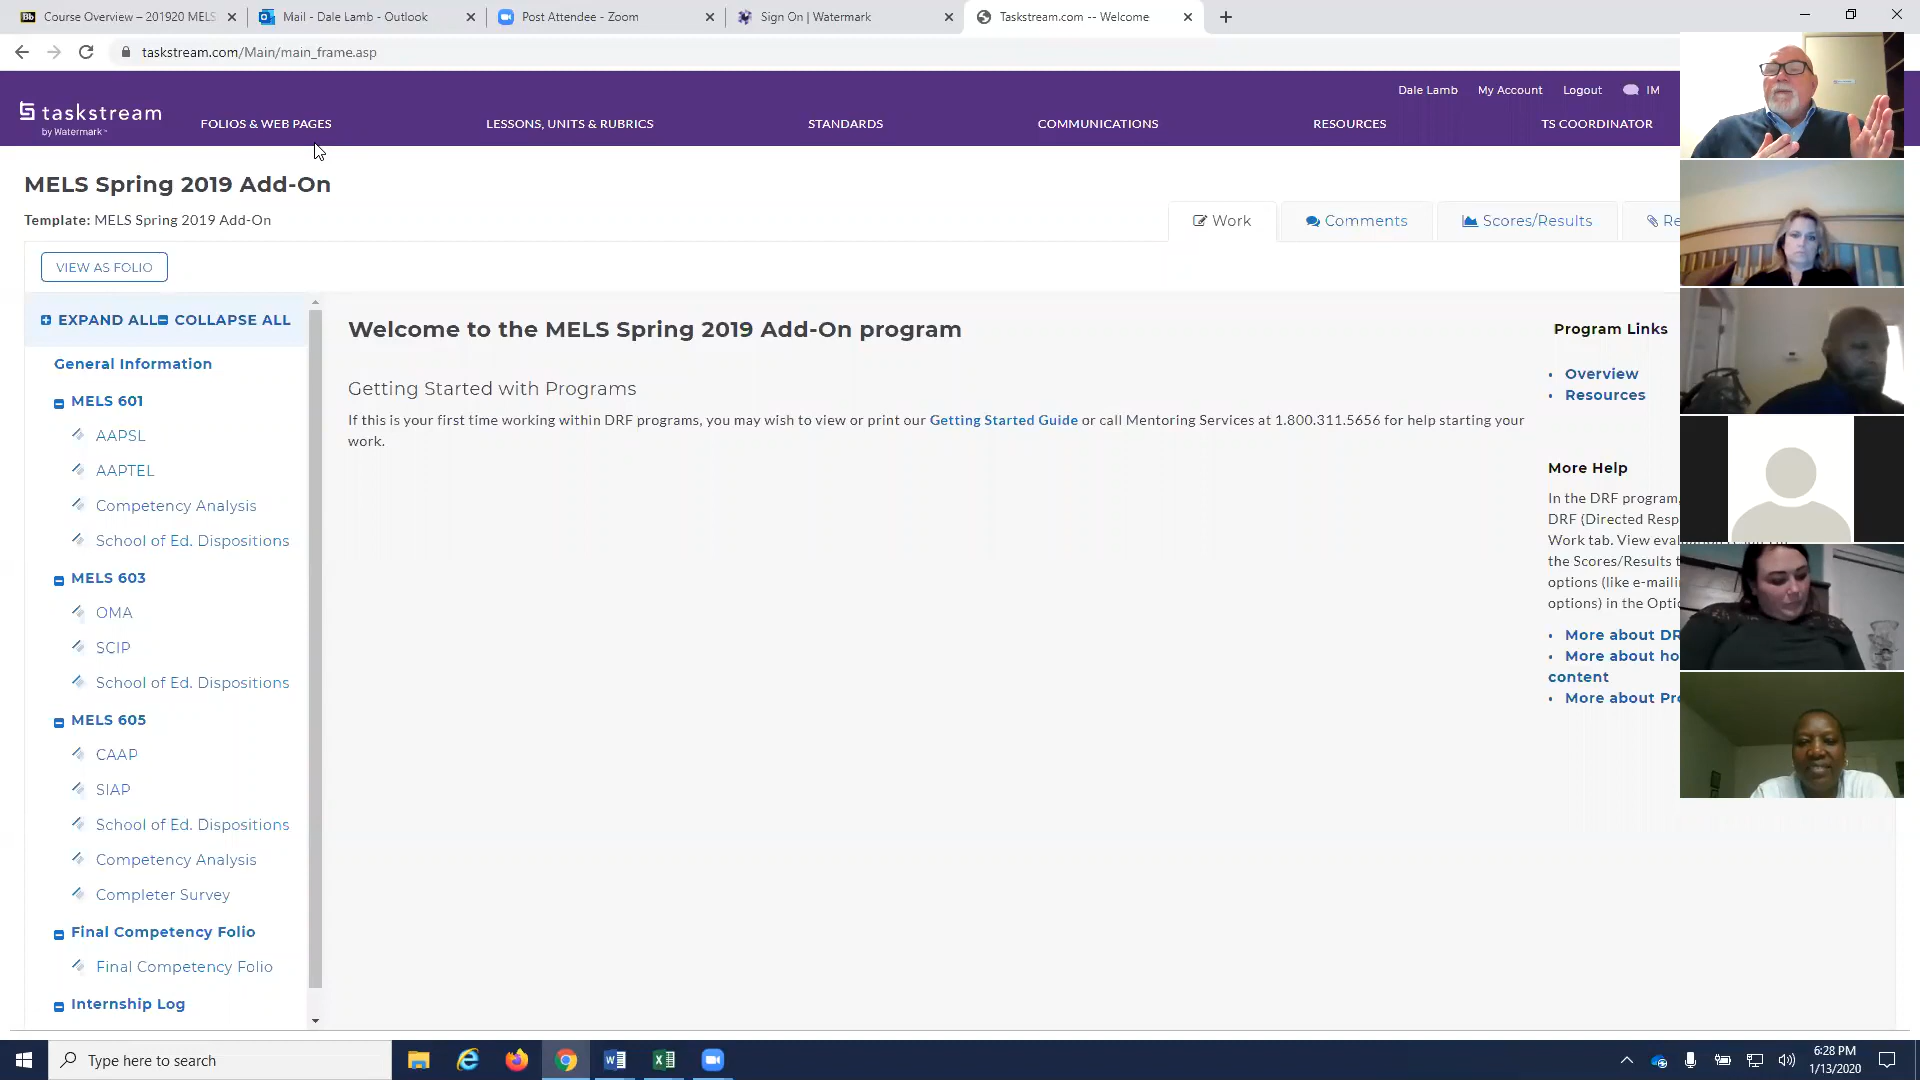 Course Overview – 201920 MELS
Mail - Dale Lamb - Outlook
Post Attendee - Zoom
Sign On | Watermark
Taskstream.com -- Welcome
taskstream.com/Main/main_frame.asp
Dale Lamb My Account Logout IM
taskstream
by Watermark
FOLIOS & WEB PAGES LESSONS, UNITS & RUBRICS STANDARDS COMMUNICATIONS RESOURCES TS COORDINATOR
MELS Spring 2019 Add-On
Template: MELS Spring 2019 Add-On
Work Comments Scores/Results Re
VIEW AS FOLIO
EXPAND ALL COLLAPSE ALL
General Information
MELS 601
AAPSL
AAPTEL
Competency Analysis
School of Ed. Dispositions
MELS 603
OMA
SCIP
School of Ed. Dispositions
MELS 605
CAAP
SIAP
School of Ed. Dispositions
Competency Analysis
Completer Survey
Final Competency Folio
Final Competency Folio
Internship Log
Welcome to the MELS Spring 2019 Add-On program
Getting Started with Programs
If this is your first time working within DRF programs, you may wish to view or print our Getting Started Guide or call Mentoring Services at 1.800.311.5656 for help starting your
work.
Program Links
• Overview
• Resources
More Help
In the DRF program,
DRF (Directed Resp
Work tab. View
the Scores/Results t
options (like e-mail
options) in the Opti
• More about DR
• More about ho
content
• More about Pr
Type here to search
6:28 PM
1/13/2020